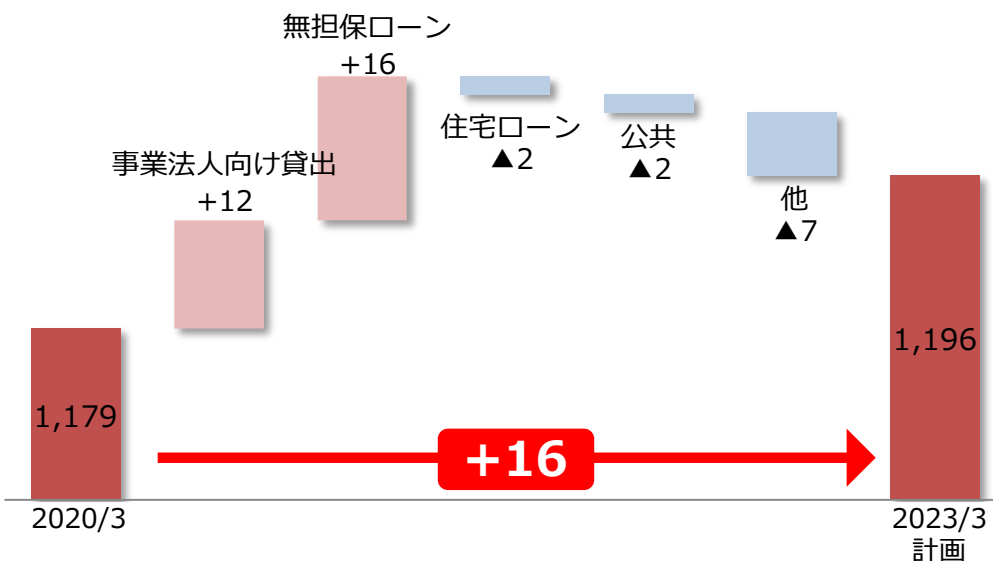 無担保ローン
+16
事業法人向け貸出
+12
住宅ローン
▲2
公共
▲2
他
▲7
1,179
1,196
+16
2020/3
2023/3
計画